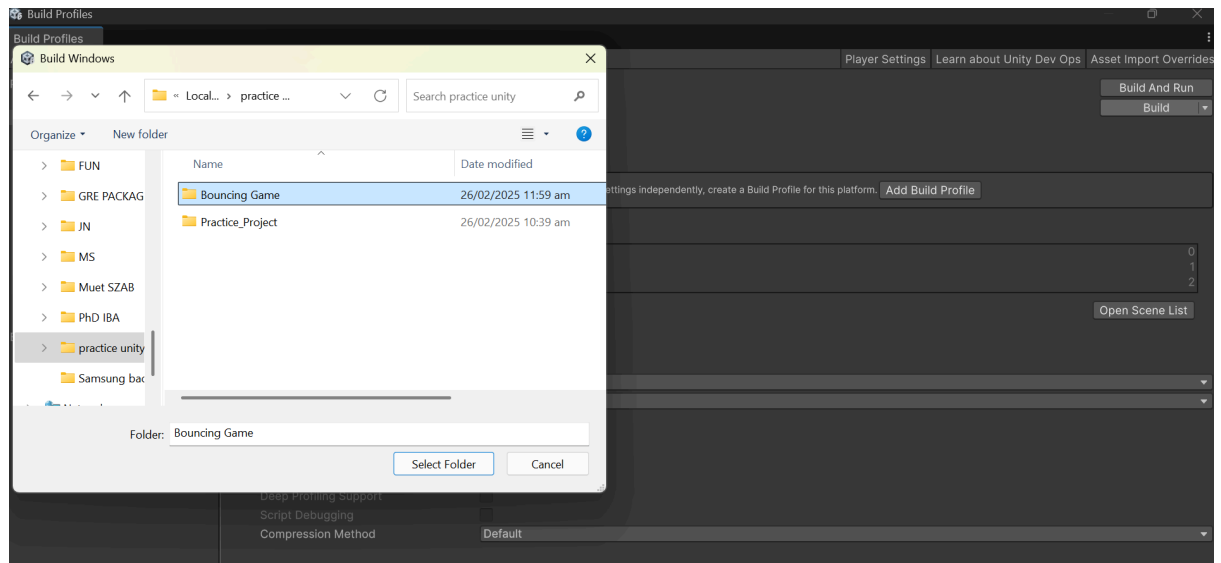 Build Profiles
Build Profiles
Build Windows
Player Settings Learn about Unity Dev Ops Asset Import Overrides
« Local... > practice ... Search practice unity
Build And Run
Build
Organize New folder
Name Date modified
FUN
Bouncing Game 26/02/2025 11:59 am
ettings independently, create a Build Profile for this platform. Add Build Profile
GRE PACKAG
Practice_Project 26/02/2025 10:39 am
JN
MS
0
1
2
Muet SZAB
PhD IBA
Open Scene List
practice unity
Samsung bac
Folder: Bouncing Game
Select Folder Cancel
Deep Profiling Support
Script Debugging
Compression Method Default